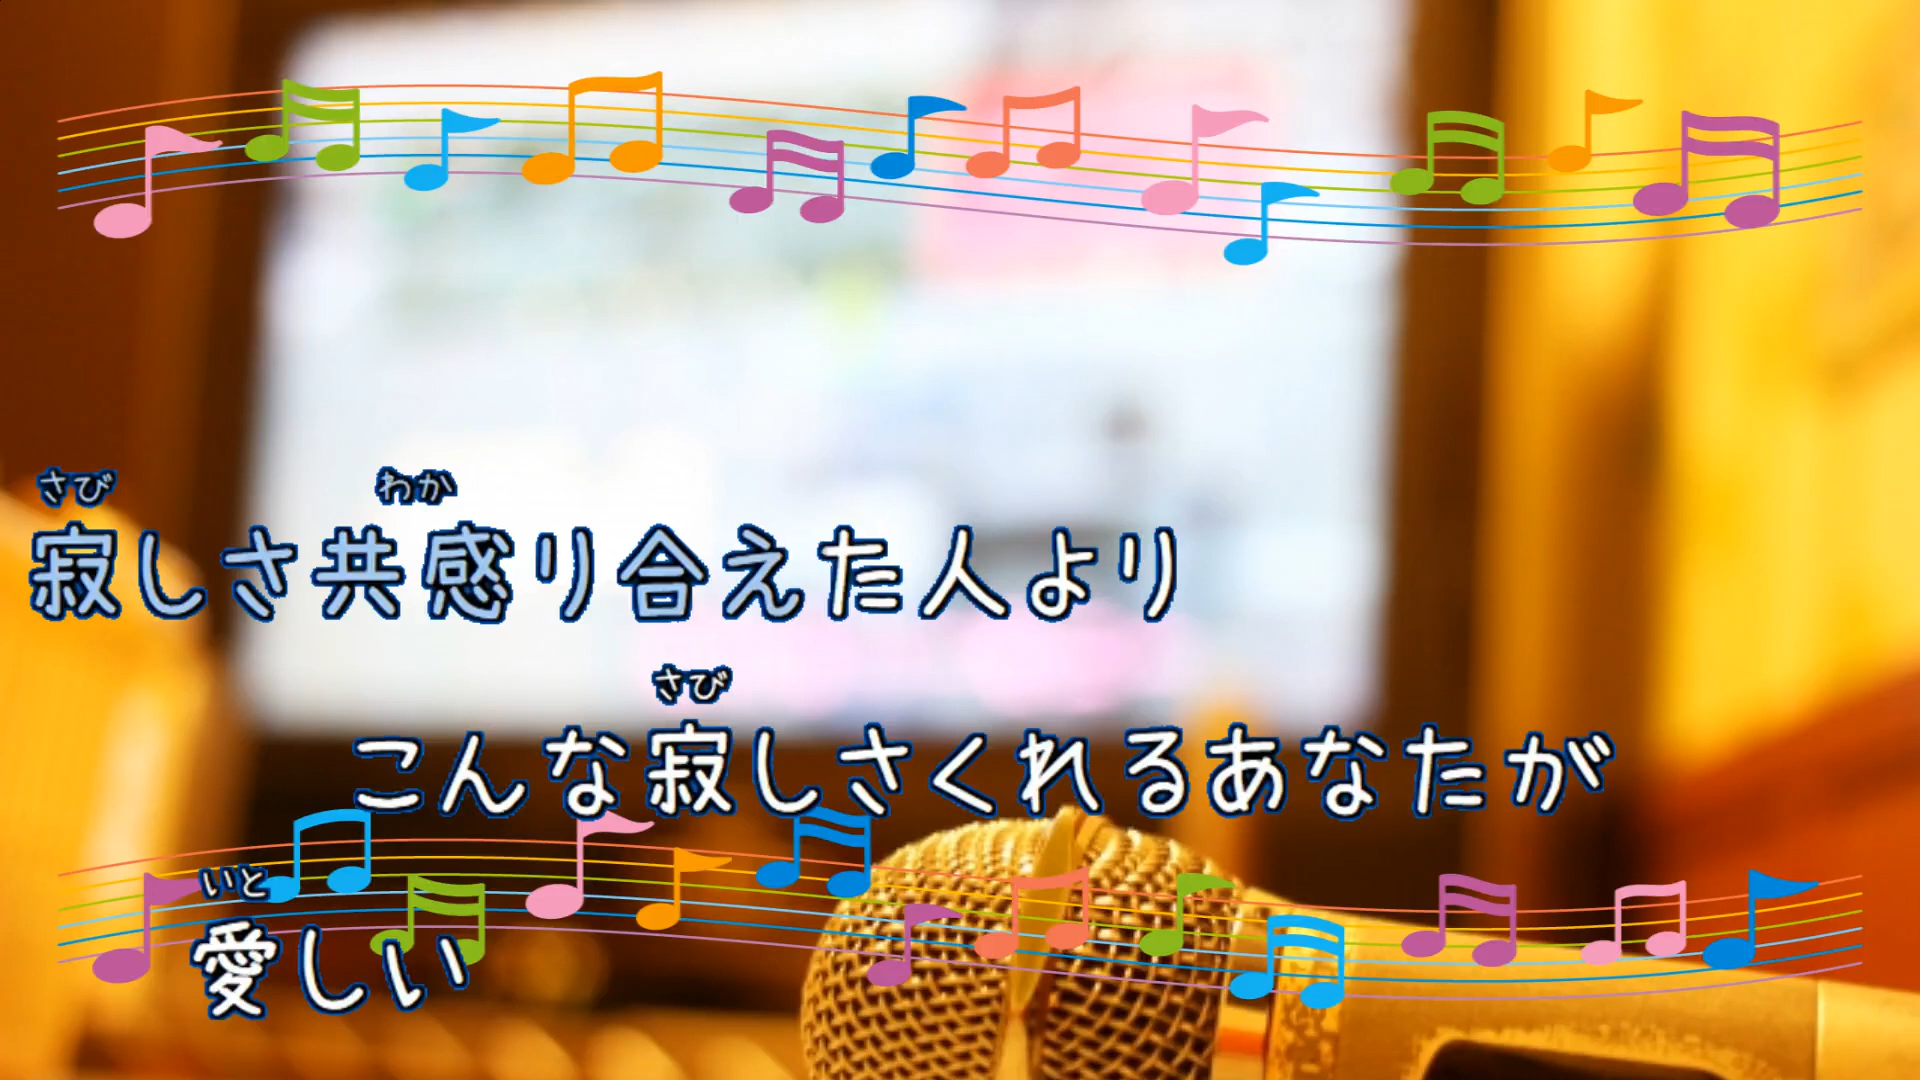 さび わか
寂しさ共感り合えた人より
さび
こんな寂しさくれるあなたが
いと
愛しい